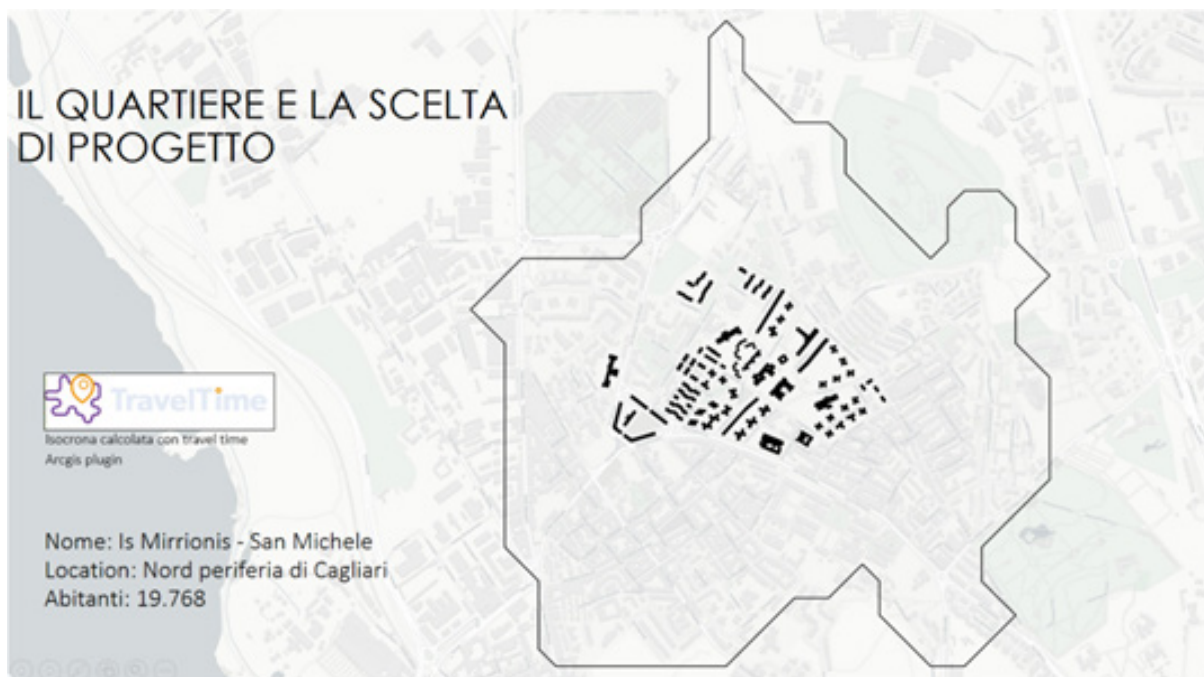 IL QUARTIERE E LA SCELTA
DI PROGETTO
TravelTime
Isocrona calcolata con travel time
Arcgis plugin
Nome: Is Mirrionis - San Michele
Location: Nord periferia di Cagliari
Abitanti: 19.768